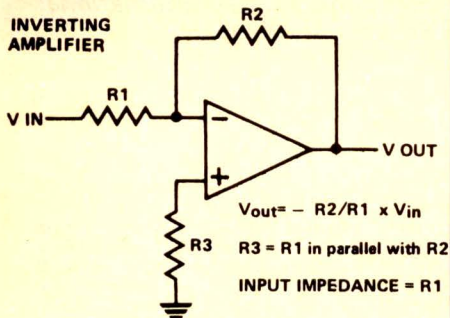 INVERTING
AMPLIFIER
R2
R1
V IN
−
+
V OUT
R3
Vout= − R2/R1 x Vin
R3 = R1 in parallel with R2
INPUT IMPEDANCE = R1